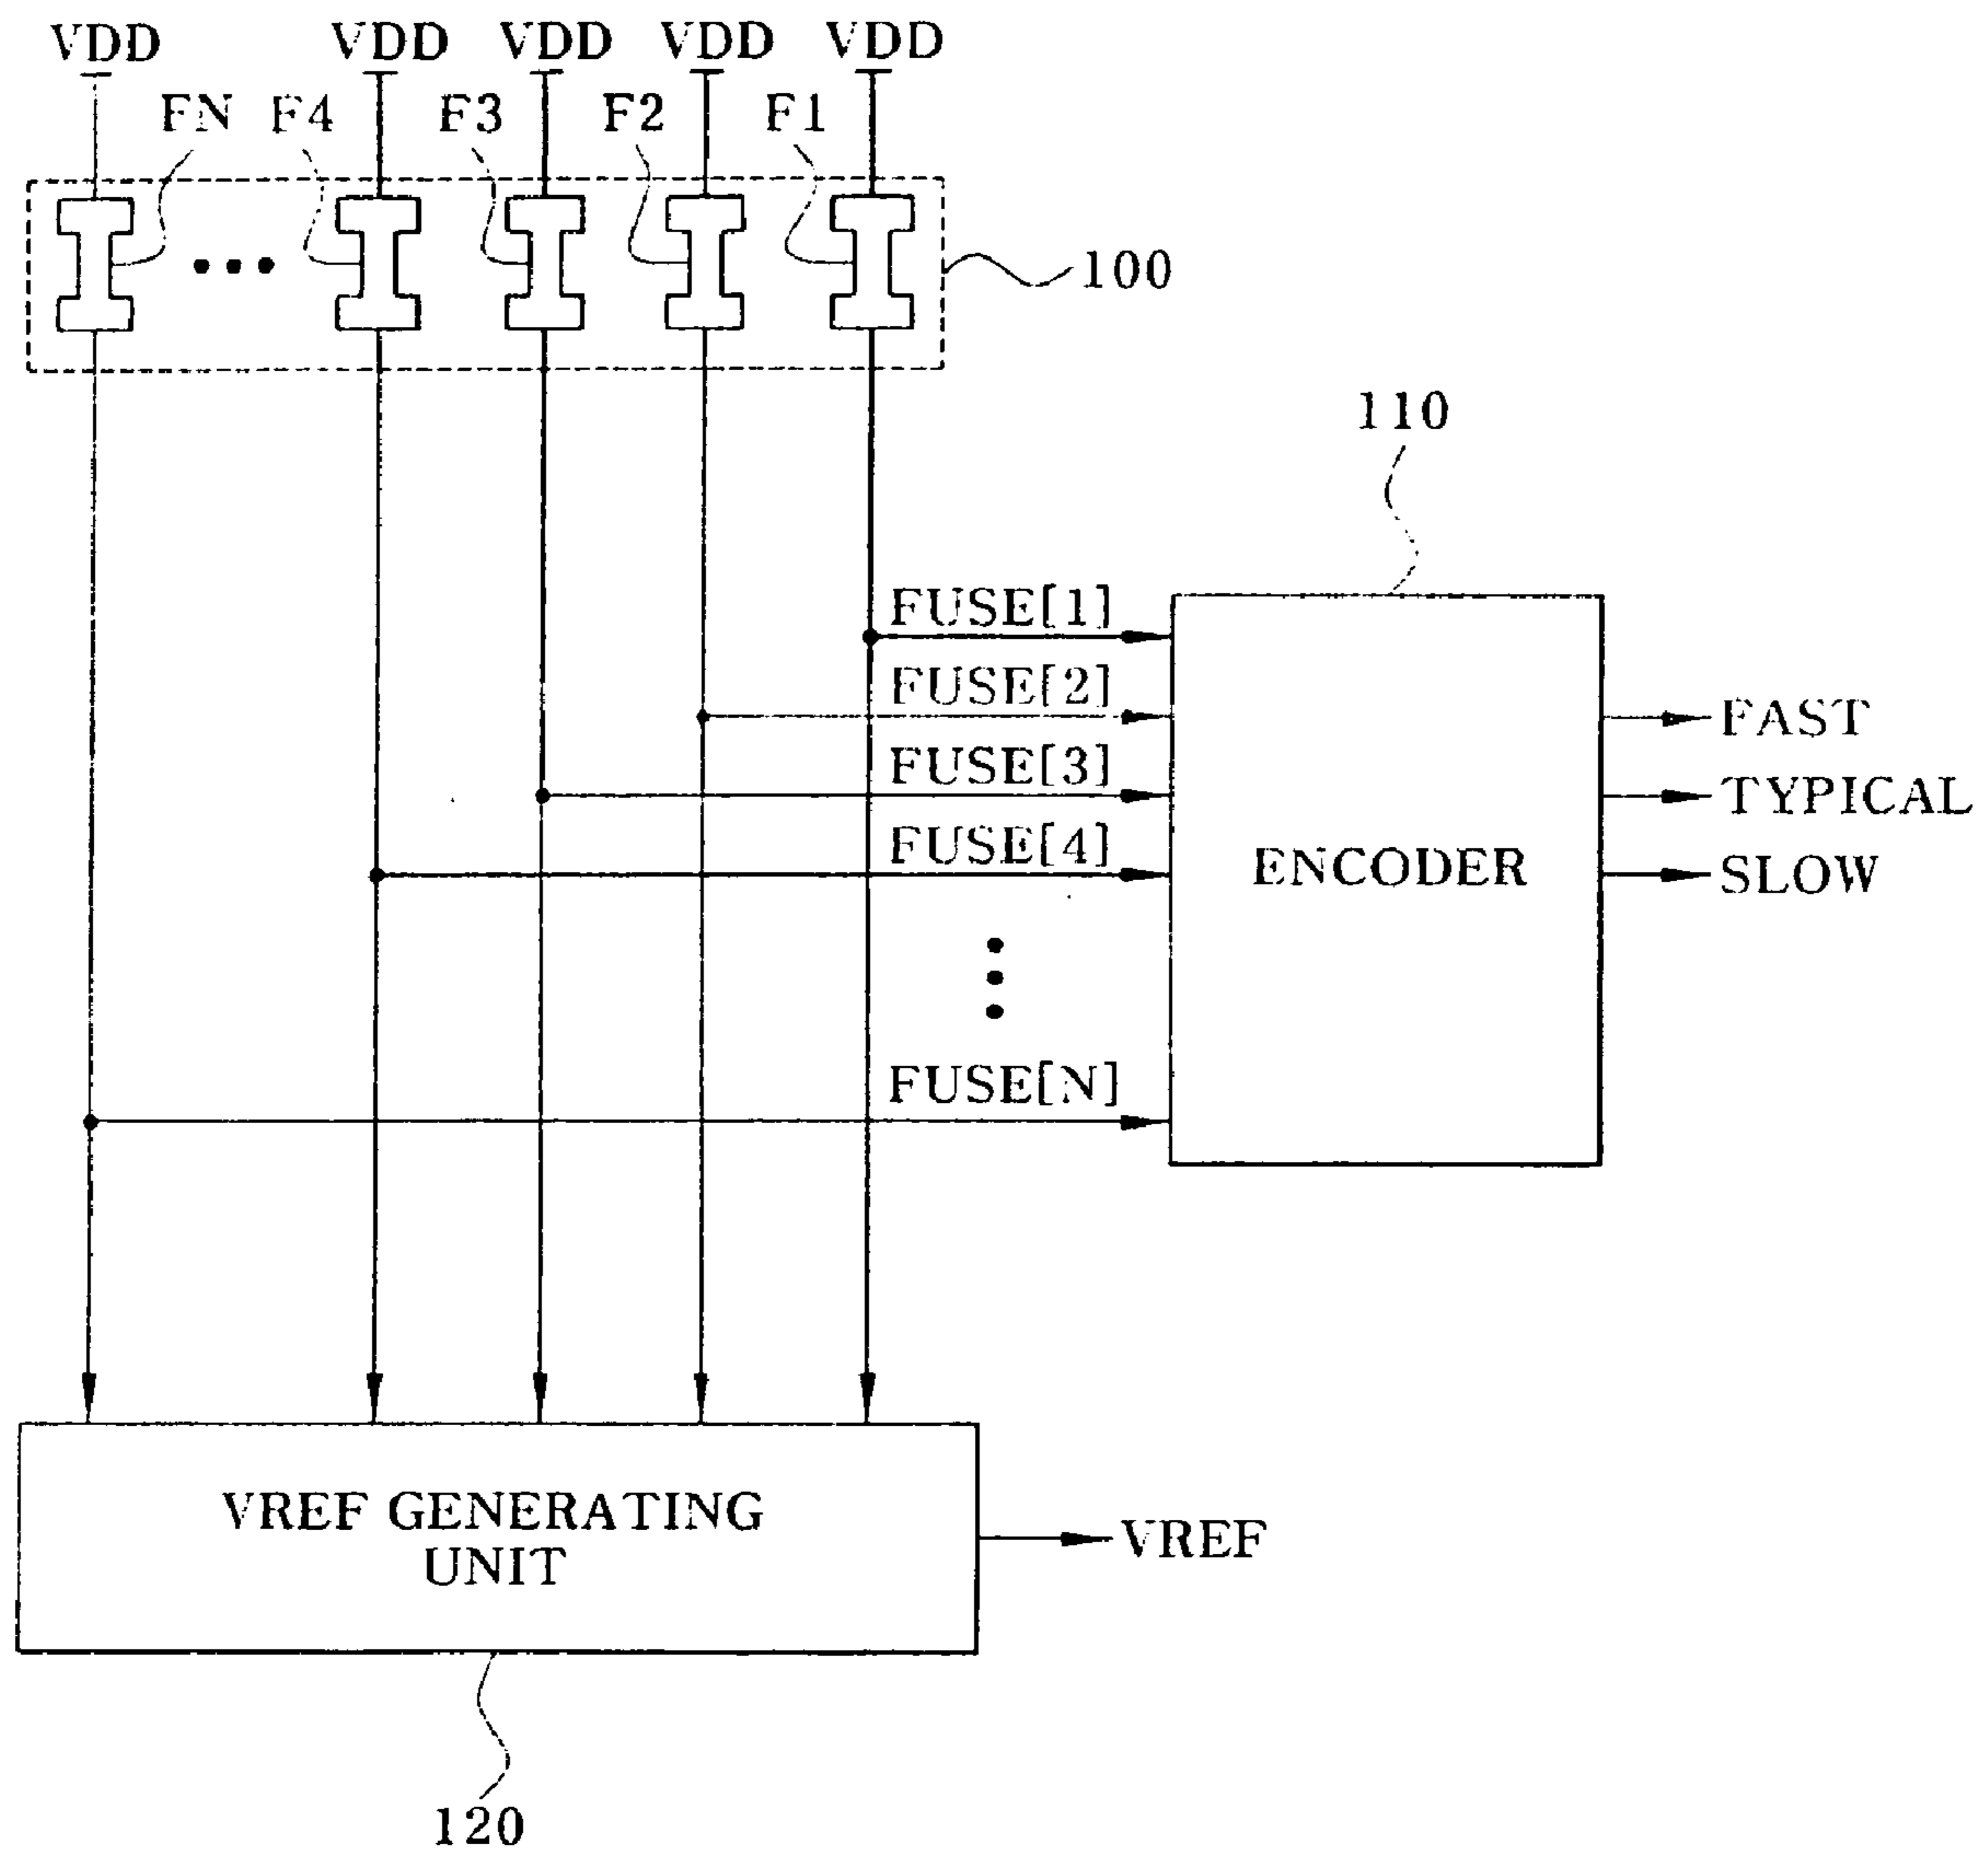 VDD VDD VDD VDD VDD
FN F4 F3 F2 F1
100
110
FUSE[1]
FUSE[2]
FAST
FUSE[3]
TYPICAL
FUSE[4]
ENCODER
SLOW
FUSE[N]
VREF GENERATING
UNIT
VREF
120